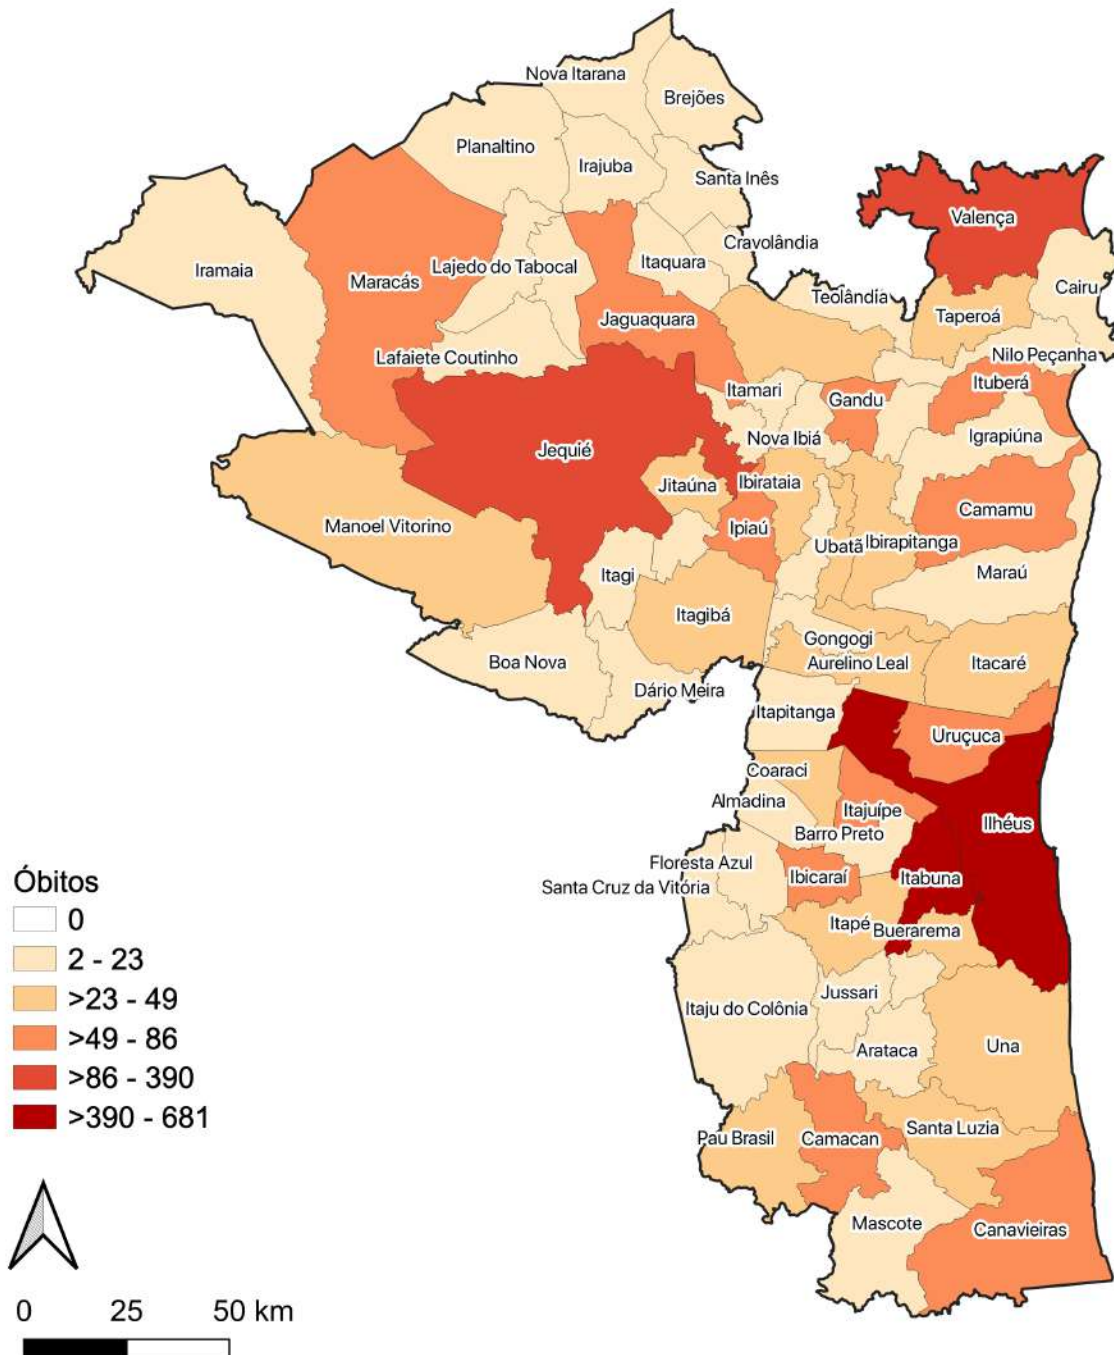 Nova Itarana
Brejões
Planaltino
Irajuba
Santa Inês
Valença
Cravolândia
Iramaia
Lajedo do Tabocal
Itaquara
Maracás
Cairu
Teolândia
Taperoá
Jaguaquara
Lafaiete Coutinho
Nilo Peçanha
Ituberá
Itamari
Gandu
Nova Ibiá
Igrapiúna
Jequié
Jitaúna
Ibirataia
Camamu
Manoel Vitorino
Ipiaú
Ubatã
Ibirapitanga
Itagi
Maraú
Itagibá
Gongogi
Boa Nova
Aurelino Leal
Itacaré
Dário Meira
Itapitanga
Uruçuca
Coaraci
Almadina
Itajuípe
Ilhéus
Barro Preto
Floresta Azul
Ibicaraí
Itabuna
Santa Cruz da Vitória
Itapé
Buerarema
Jussari
Itaju do Colônia
Arataca
Una
Santa Luzia
Pau Brasil
Camacan
Mascote
Canavieiras
Óbitos
0
2 - 23
>23 - 49
>49 - 86
>86 - 390
>390 - 681
0 25 50 km